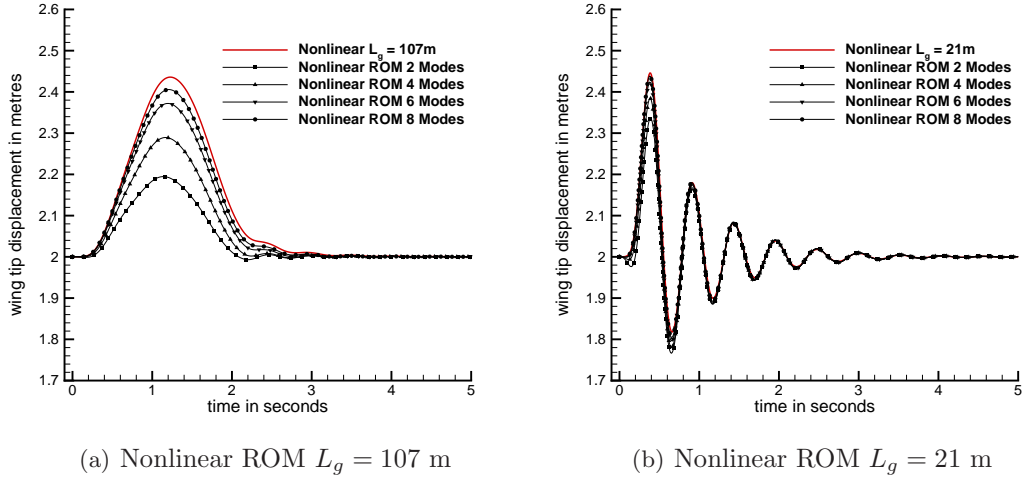 2.6
2.5
2.4
2.3
2.2
2.1
2
1.9
1.8
1.7
wing tip displacement in metres
0 1 2 3 4 5
time in seconds
Nonlinear L_g = 107m
Nonlinear ROM 2 Modes
Nonlinear ROM 4 Modes
Nonlinear ROM 6 Modes
Nonlinear ROM 8 Modes
(a) Nonlinear ROM L_g = 107 m
2.6
2.5
2.4
2.3
2.2
2.1
2
1.9
1.8
1.7
wing tip displacement in metres
0 1 2 3 4 5
time in seconds
Nonlinear L_g = 21m
Nonlinear ROM 2 Modes
Nonlinear ROM 4 Modes
Nonlinear ROM 6 Modes
Nonlinear ROM 8 Modes
(b) Nonlinear ROM L_g = 21 m